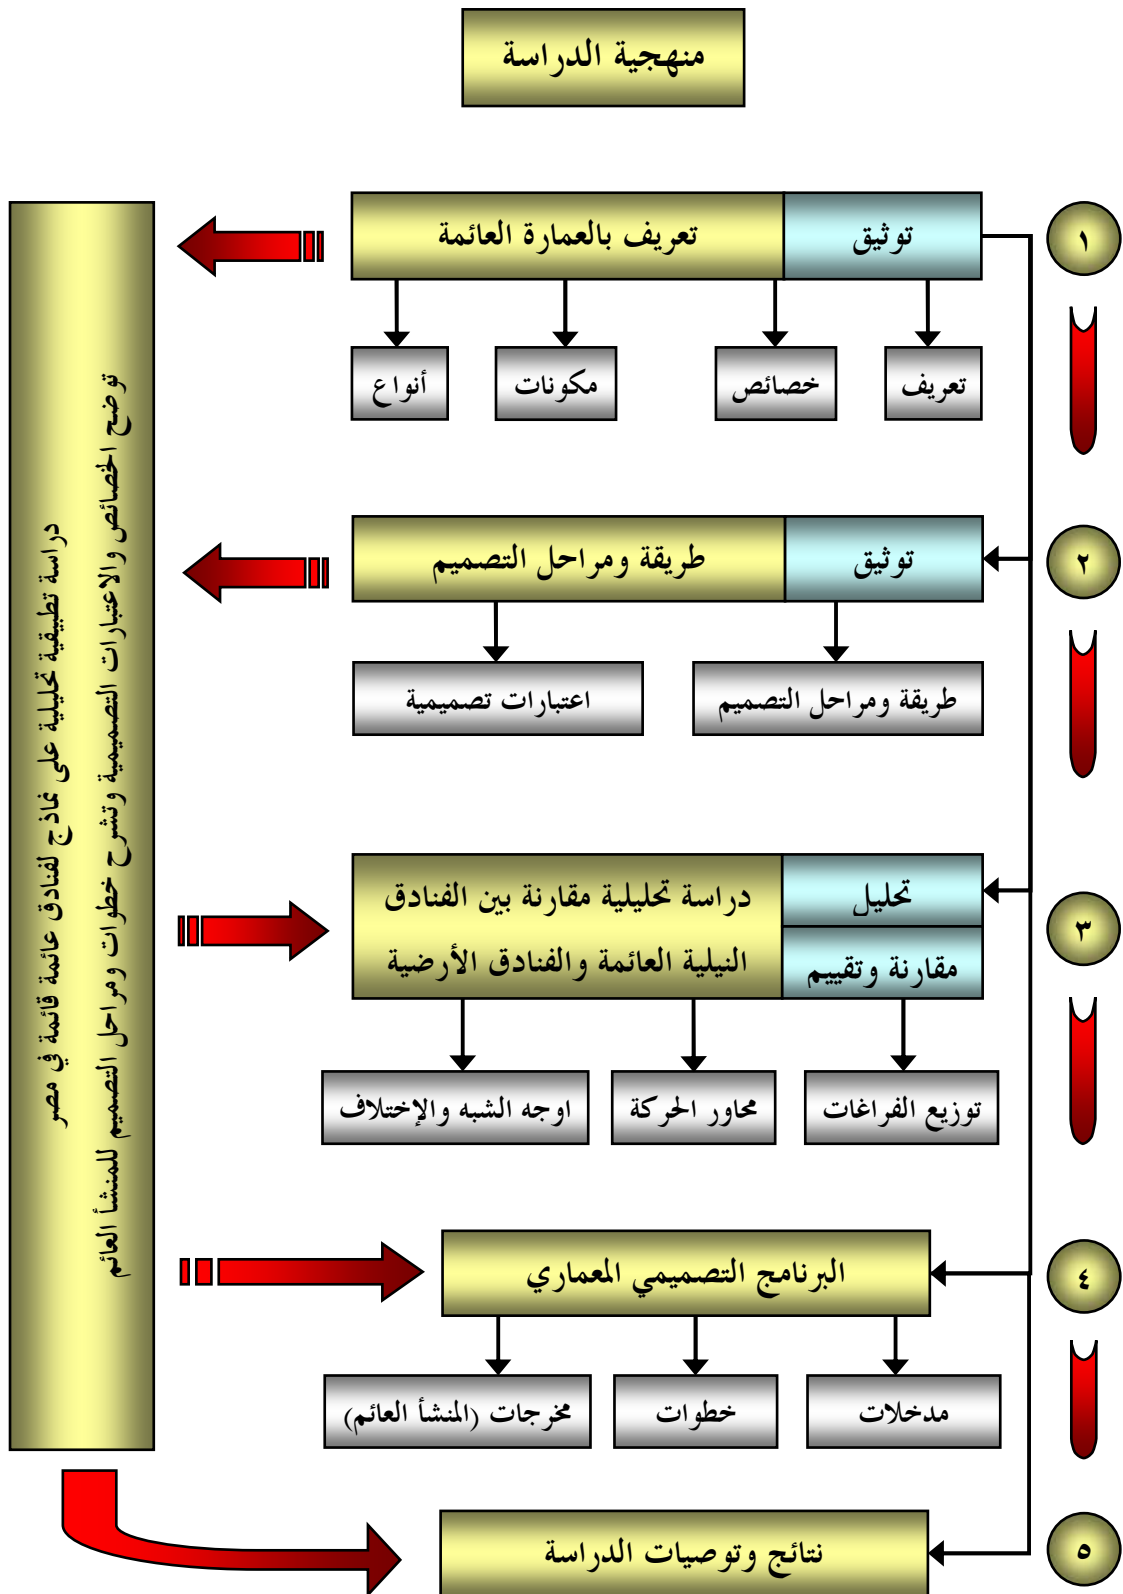 منهجية الدراسة
١
توثيق
تعريف بالعمارة العائمة
تعريف
خصائص
مكونات
أنواع
٢
توثيق
طريقة ومراحل التصميم
طريقة ومراحل التصميم
اعتبارات تصميمية
٣
تحليل
مقارنة وتقييم
دراسة تحليلية مقارنة بين الفنادق
النيلية العائمة والفنادق الأرضية
توزيع الفراغات
محاور الحركة
اوجه الشبه والإختلاف
٤
البرنامج التصميمي المعماري
مدخلات
خطوات
مخرجات (المنشأ العائم)
٥
نتائج وتوصيات الدراسة
دراسة تطبيقية تحليلية على نماذج لفنادق عائمة قائمة في مصر
توضح الخصائص والاعتبارات التصميمية وتشرح خطوات ومراحل التصميم للمنشأ العائم